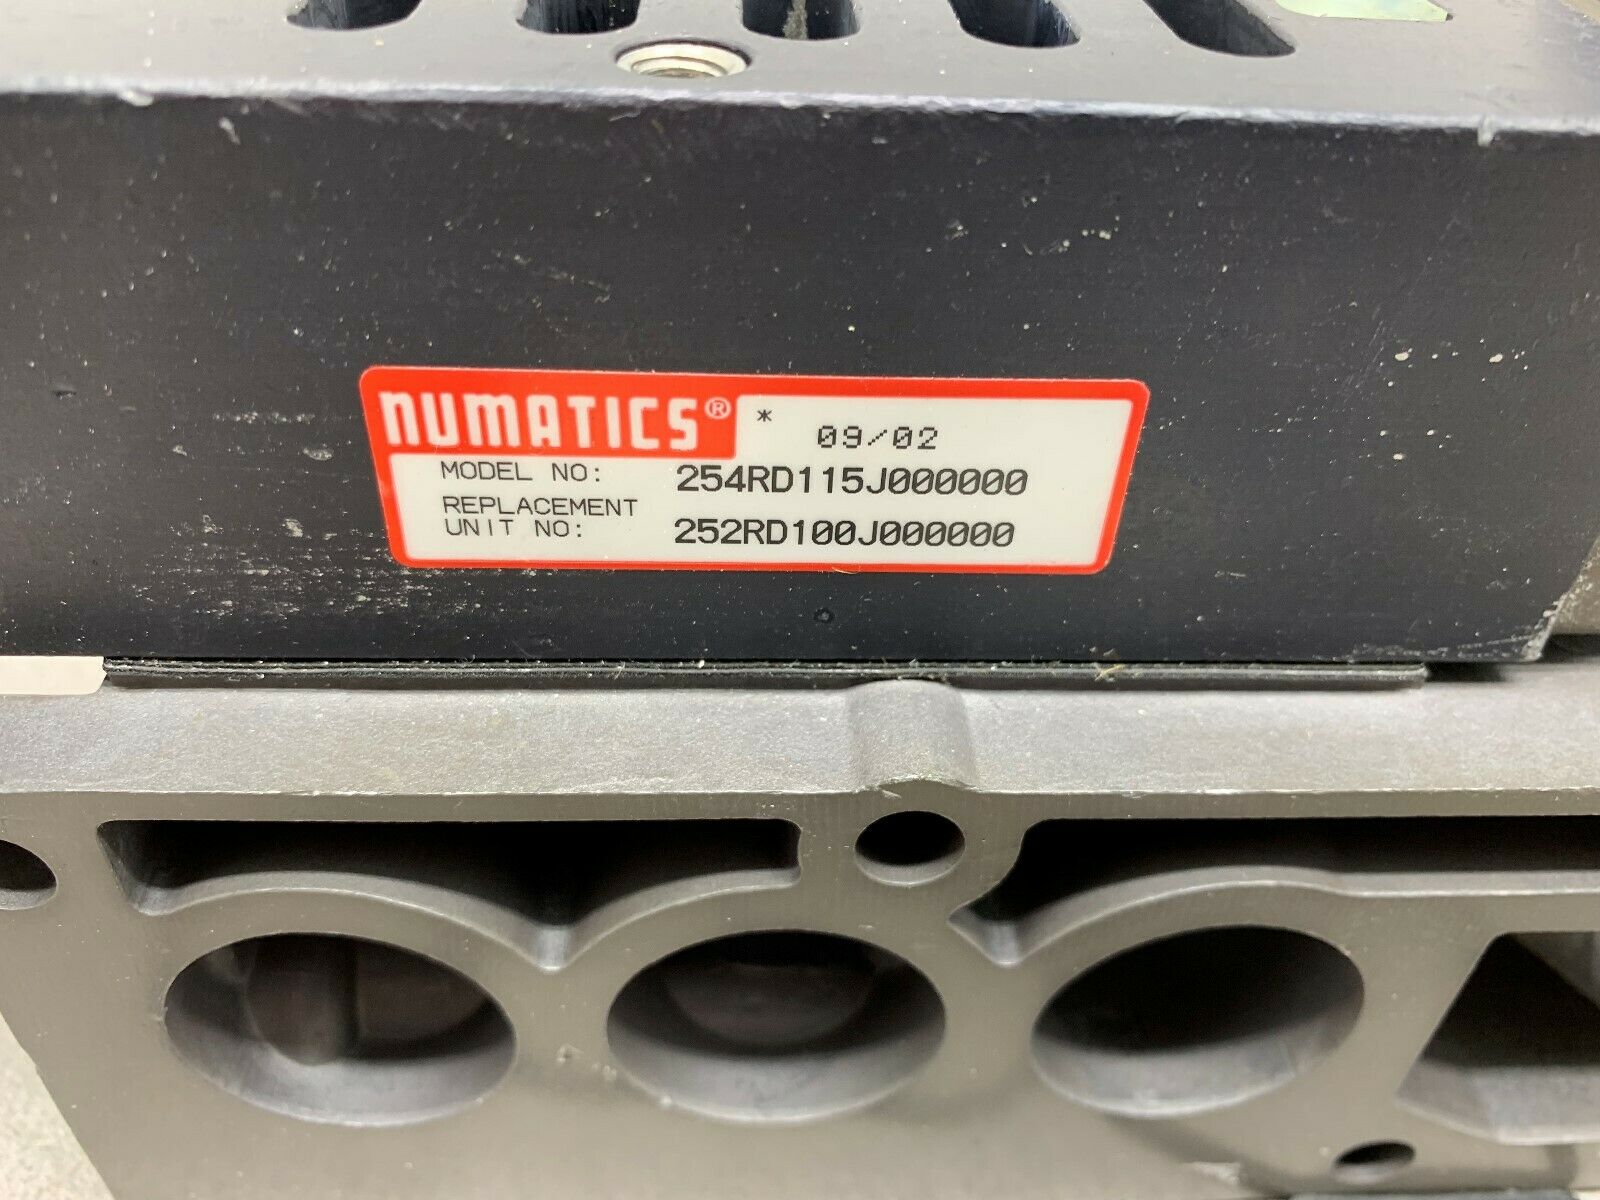 NUMATICS®
* 09/02
MODEL NO: 254RD115J000000
REPLACEMENT
UNIT NO: 252RD100J000000